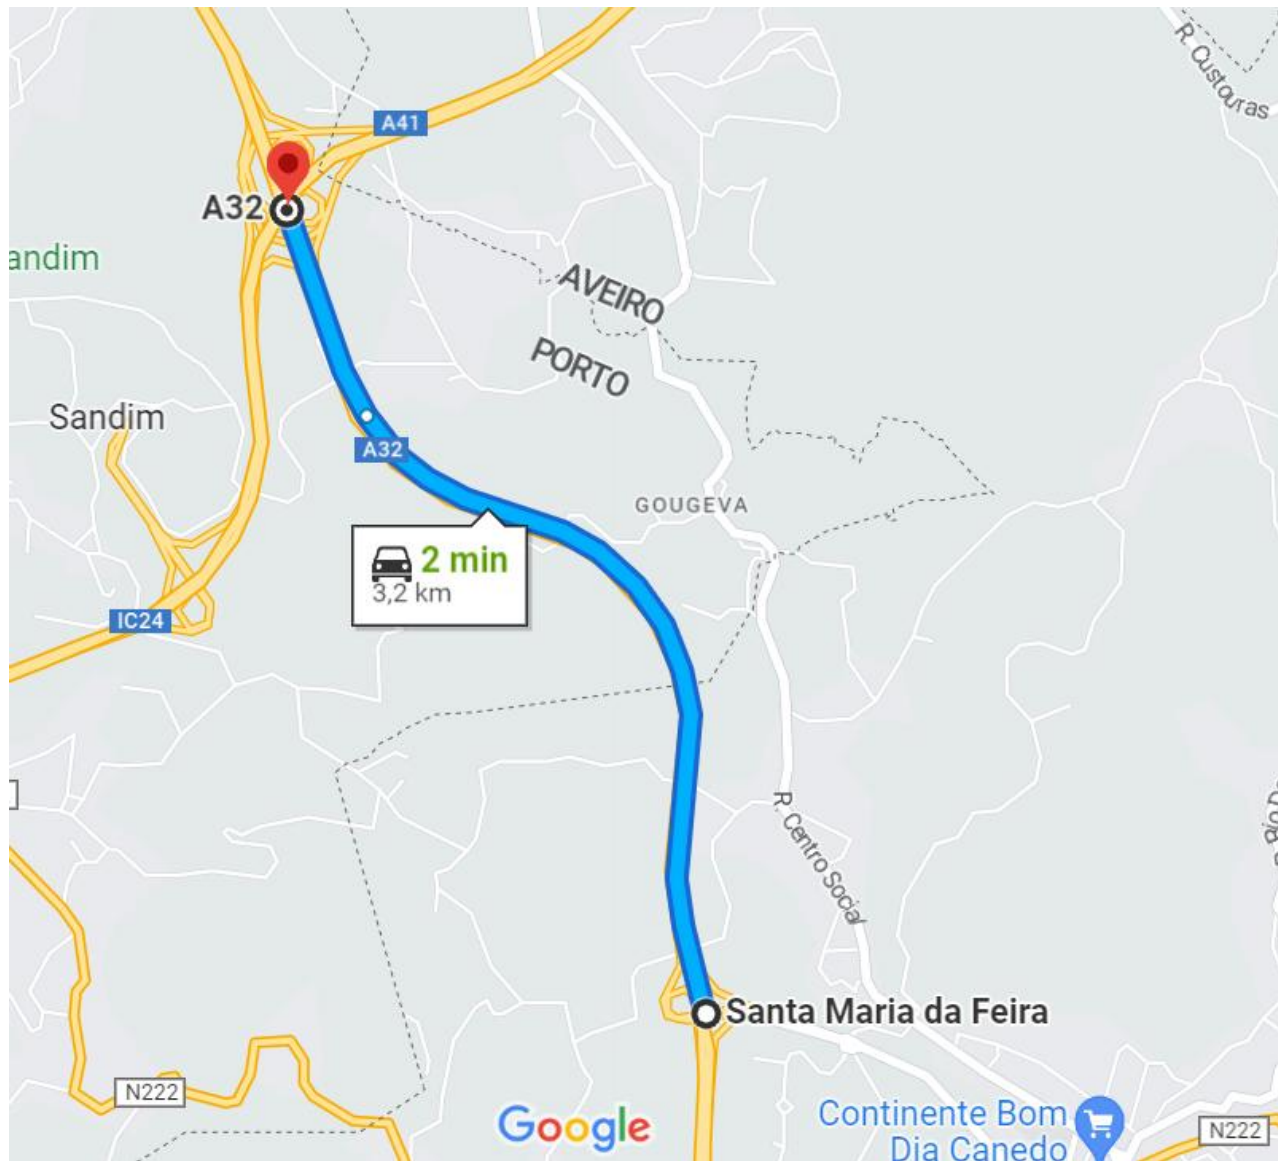 R. Custouras
A41
A32
andim
AVEIRO
PORTO
Sandim
A32
GOUGEVA
2 min
3,2 km
IC24
R. Centro Social
Santa Maria da Feira
N222
Google
Continente Bom
Dia Canedo
N222